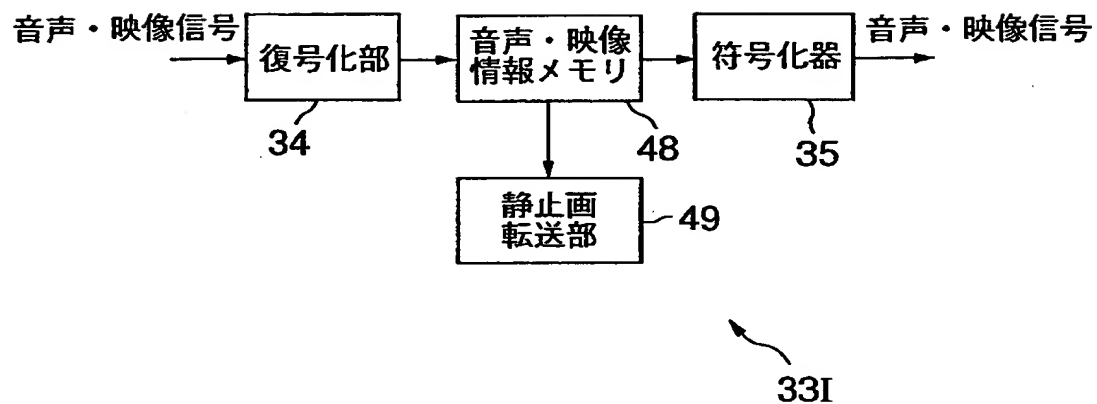 音声・映像信号
復号化部
34
音声・映像
情報メモリ
48
符号化器
35
音声・映像信号
静止画
転送部
49
33I